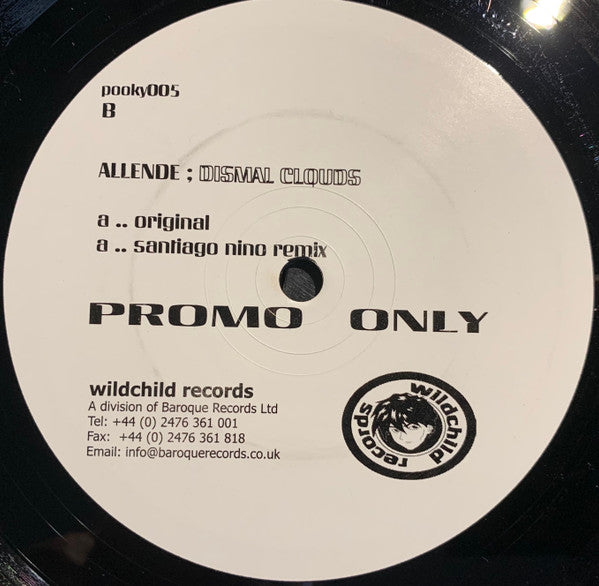 pooky005
B
ALLENDE ; DISMAL CLOUDS
a .. original
a .. santiago nino remix
PROMO ONLY
wildchild records
A division of Baroque Records Ltd
Tel: +44 (0) 2476 361 001
Fax: +44 (0) 2476 361 818
Email: info@baroquerecords.co.uk
wildchild
records